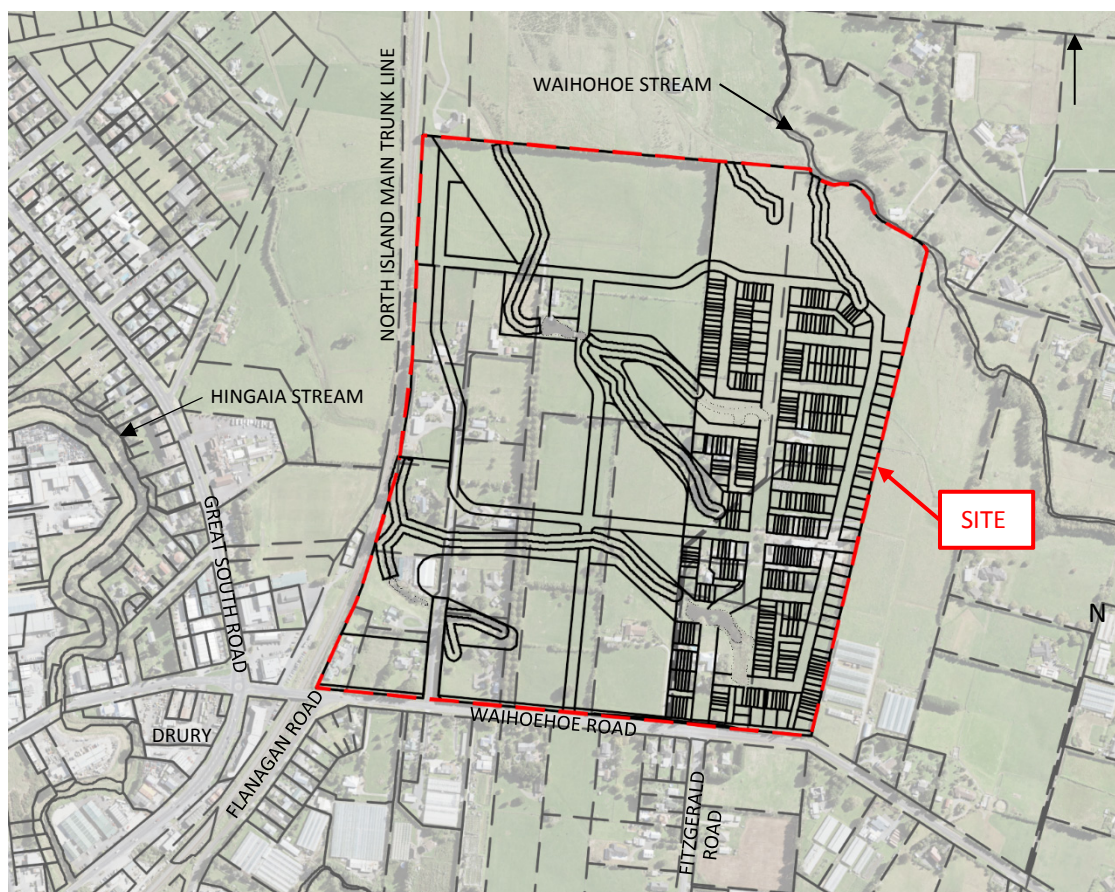 WAIHOHOE STREAM
NORTH ISLAND MAIN TRUNK LINE
HINGAIA STREAM
GREAT SOUTH ROAD
SITE
N
DRURY
FLANAGAN ROAD
WAIHOEHOE ROAD
FITZGERALD
ROAD